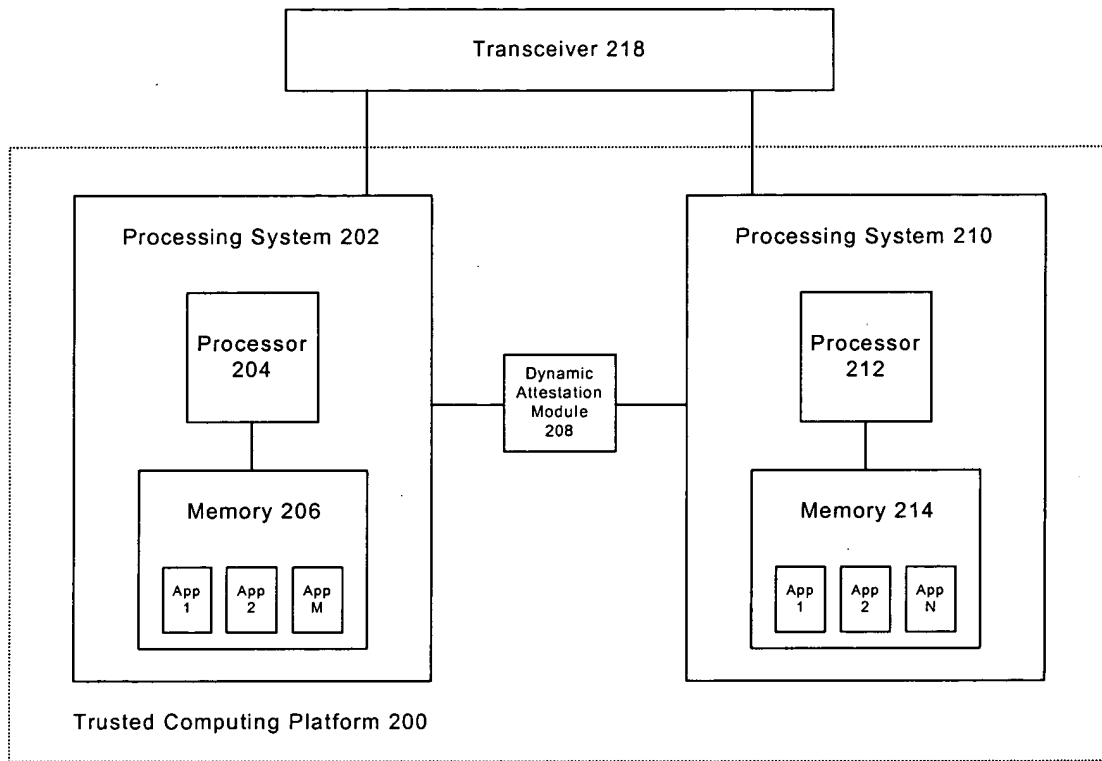 Transceiver 218
Processing System 202
Processing System 210
Processor
204
Processor
212
Dynamic
Attestation
Module
208
Memory 206
Memory 214
App
1
App
2
App
M
App
1
App
2
App
N
Trusted Computing Platform 200